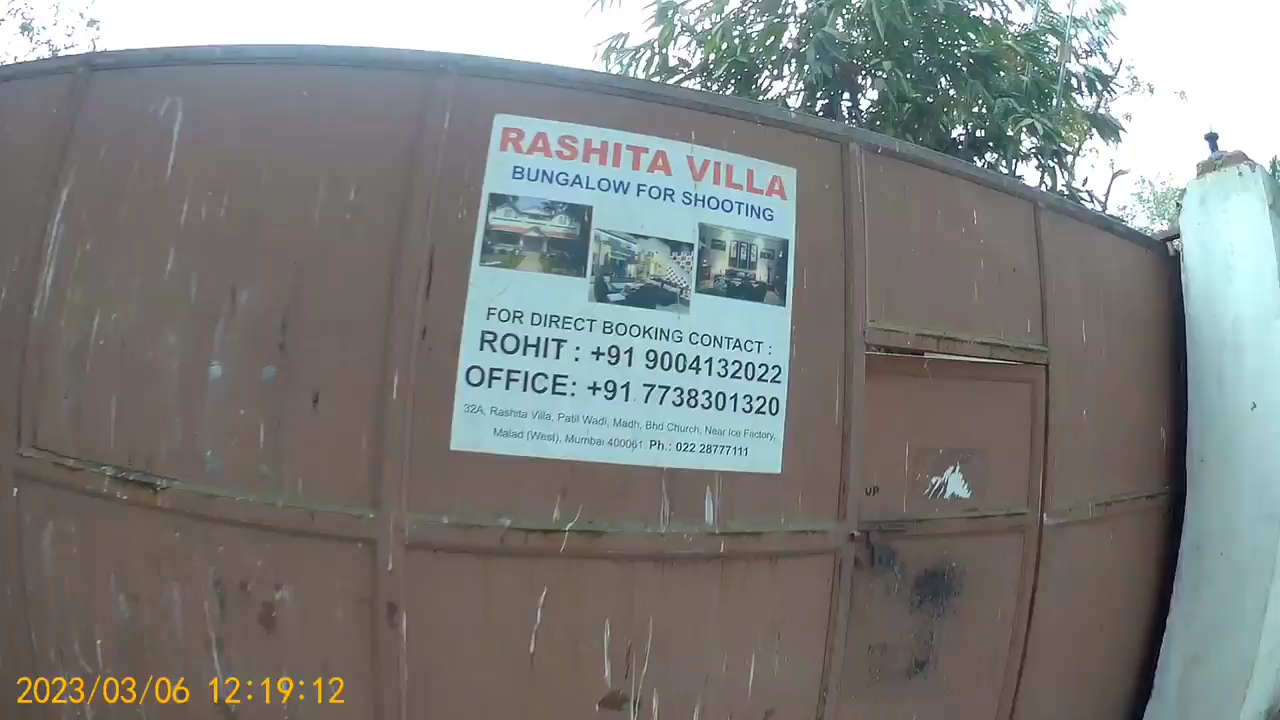 RASHITA VILLA
BUNGALOW FOR SHOOTING
FOR DIRECT BOOKING CONTACT :
ROHIT : +91 9004132022
OFFICE: +91 7738301320
32A, Rashita Villa, Patil Wadi, Madh, Bhd Church, Near Ice Factory,
Malad (West), Mumbai 400061. Ph.: 022 28777111
UP
2023/03/06 12:19:12